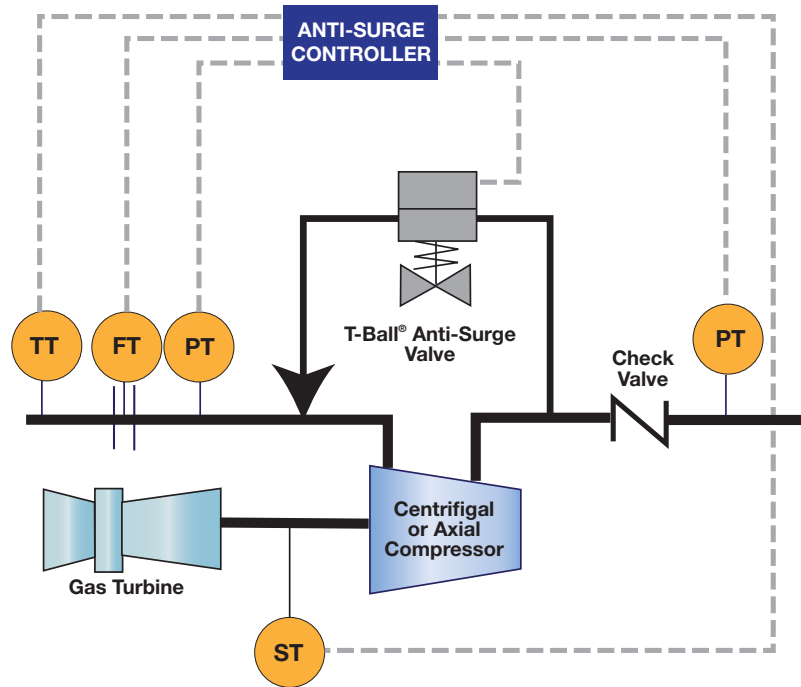 ANTI-SURGE
CONTROLLER
TT
FT
PT
T-Ball® Anti-Surge
Valve
PT
Check
Valve
Centrifigal
or Axial
Compressor
Gas Turbine
ST